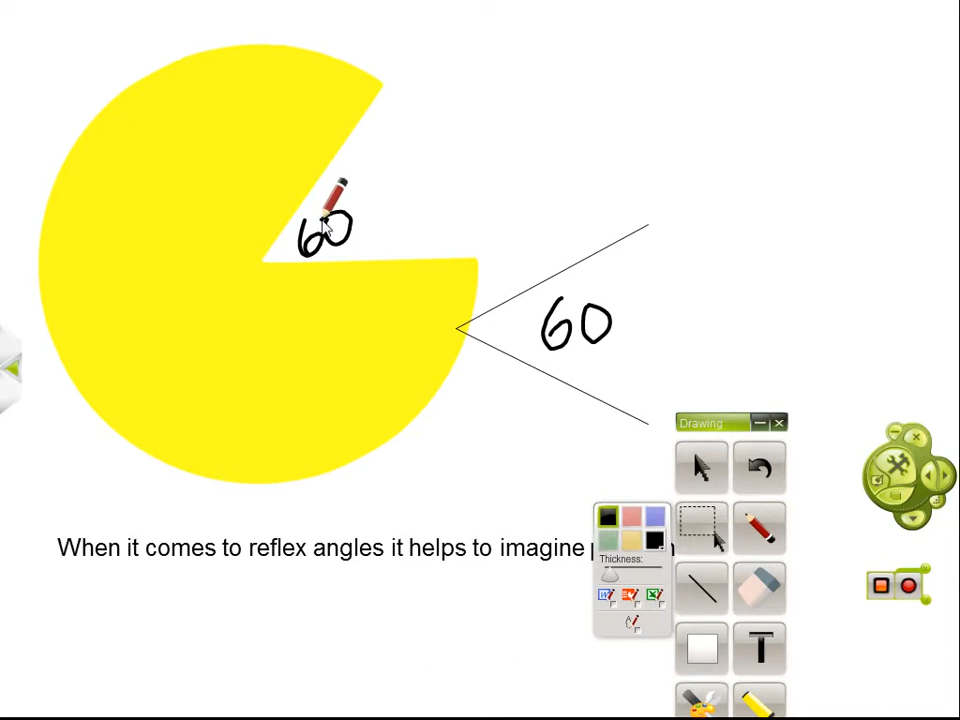 60
60
Drawing
When it comes to reflex angles it helps to imagine
Thickness:
T